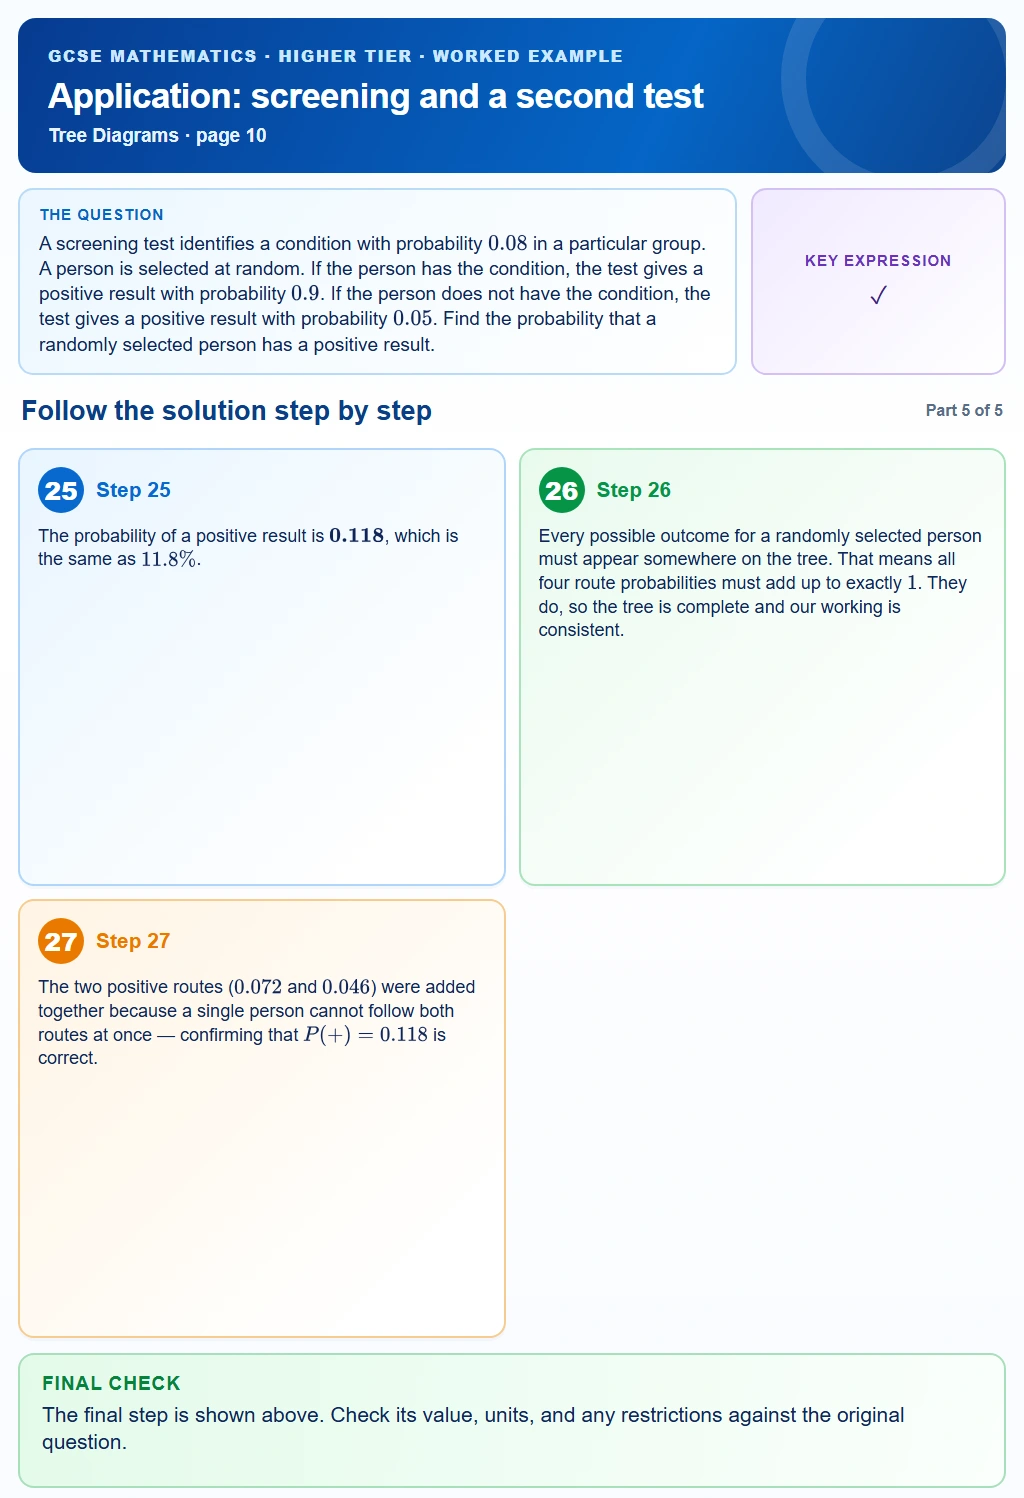 GCSE MATHEMATICS · HIGHER TIER · WORKED EXAMPLE
Application: screening and a second test
Tree Diagrams · page 10
THE QUESTION
A screening test identifies a condition with probability 0.08 in a particular group.
A person is selected at random. If the person has the condition, the test gives a
positive result with probability 0.9. If the person does not have the condition, the
test gives a positive result with probability 0.05. Find the probability that a
randomly selected person has a positive result.
KEY EXPRESSION
✓
Follow the solution step by step
Part 5 of 5
25 Step 25
The probability of a positive result is 0.118, which is
the same as 11.8%.
26 Step 26
Every possible outcome for a randomly selected person
must appear somewhere on the tree. That means all
four route probabilities must add up to exactly 1. They
do, so the tree is complete and our working is
consistent.
27 Step 27
The two positive routes (0.072 and 0.046) were added
together because a single person cannot follow both
routes at once — confirming that P(+) = 0.118 is
correct.
FINAL CHECK
The final step is shown above. Check its value, units, and any restrictions against the original
question.